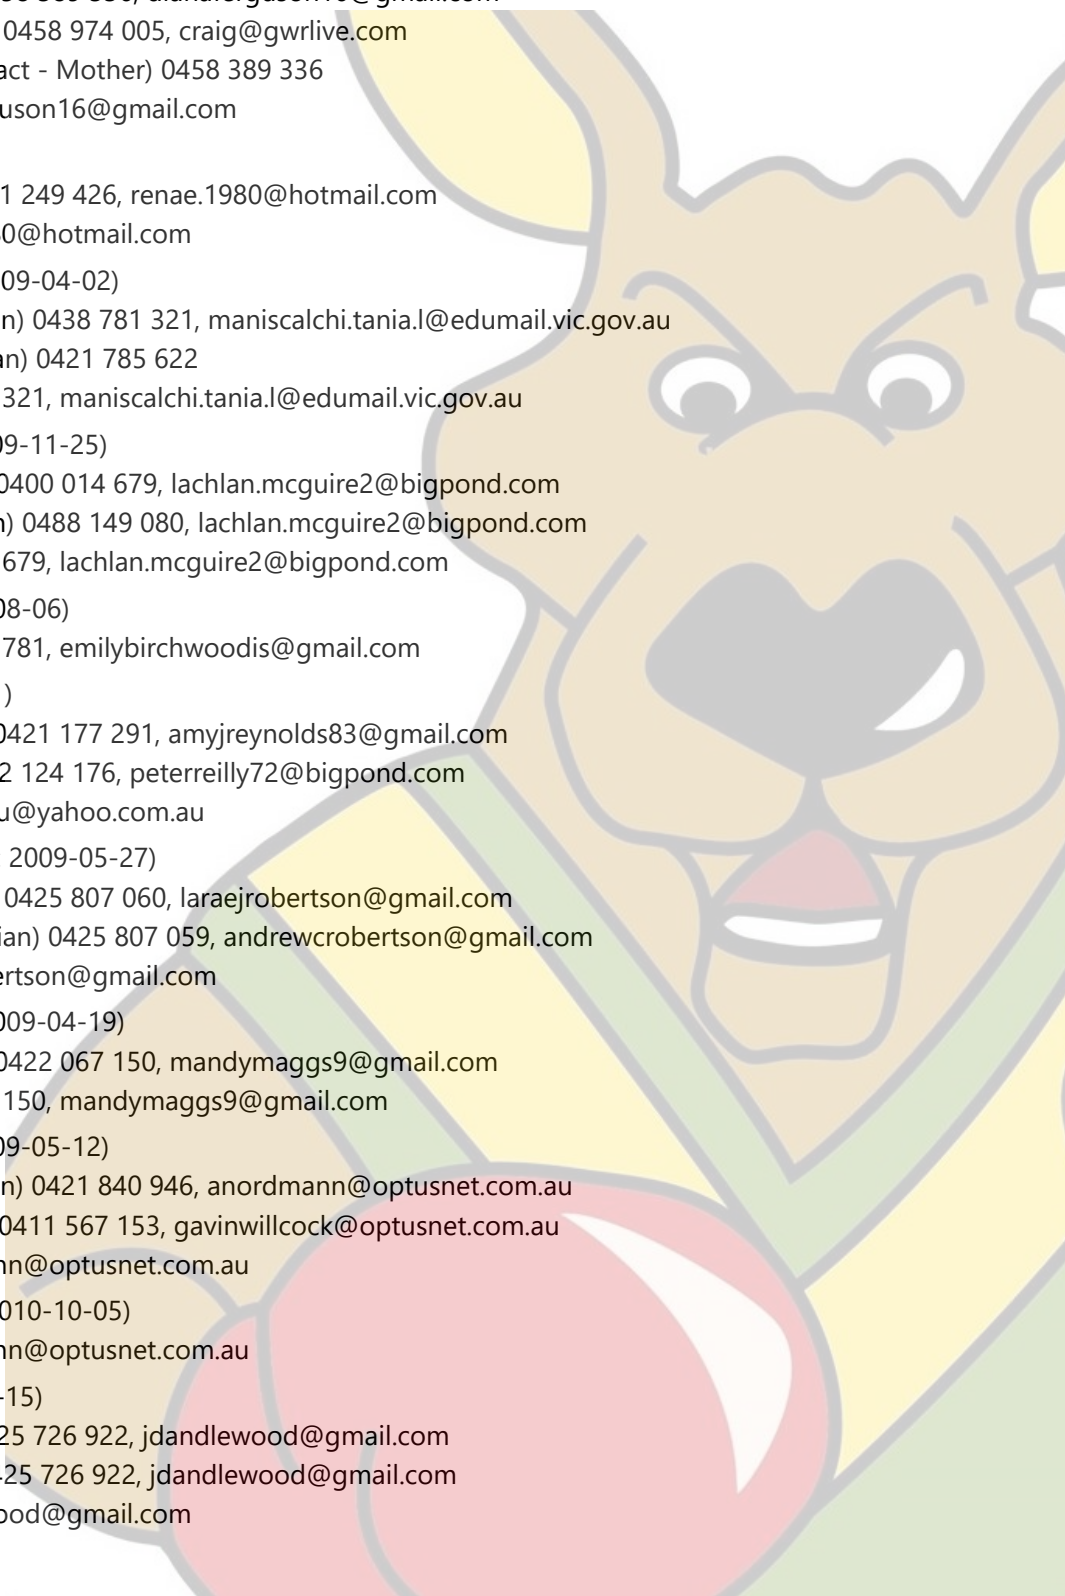 0458 974 005, craig@gwrlive.com
act - Mother) 0458 389 336
uson16@gmail.com
1 249 426, renae.1980@hotmail.com
0@hotmail.com
09-04-02)
n) 0438 781 321, maniscalchi.tania.l@edumail.vic.gov.au
an) 0421 785 622
321, maniscalchi.tania.l@edumail.vic.gov.au
09-11-25)
0400 014 679, lachlan.mcguire2@bigpond.com
n) 0488 149 080, lachlan.mcguire2@bigpond.com
679, lachlan.mcguire2@bigpond.com
08-06)
781, emilybirchwoodis@gmail.com
)
0421 177 291, amyjreynolds83@gmail.com
2 124 176, peterreilly72@bigpond.com
u@yahoo.com.au
2009-05-27)
0425 807 060, laraejrobertson@gmail.com
ian) 0425 807 059, andrewcrobertson@gmail.com
ertson@gmail.com
009-04-19)
0422 067 150, mandymaggs9@gmail.com
150, mandymaggs9@gmail.com
09-05-12)
n) 0421 840 946, anordmann@optusnet.com.au
0411 567 153, gavinwillcock@optusnet.com.au
nn@optusnet.com.au
010-10-05)
nn@optusnet.com.au
-15)
25 726 922, jdandlewood@gmail.com
425 726 922, jdandlewood@gmail.com
ood@gmail.com